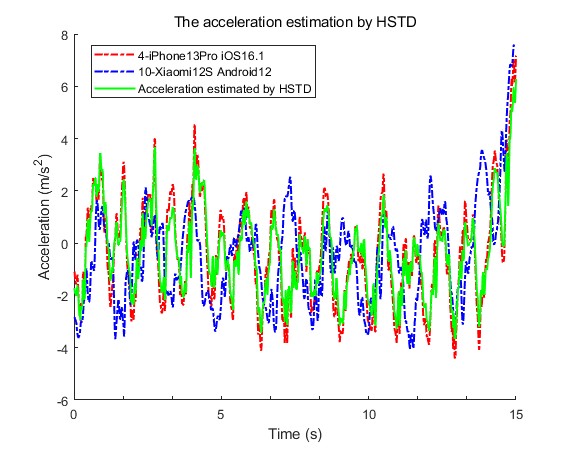 The acceleration estimation by HSTD
4-iPhone13Pro iOS16.1
10-Xiaomi12S Android12
Acceleration estimated by HSTD
Acceleration (m/s²)
8
6
4
2
0
-2
-4
-6
0
5
10
15
Time (s)